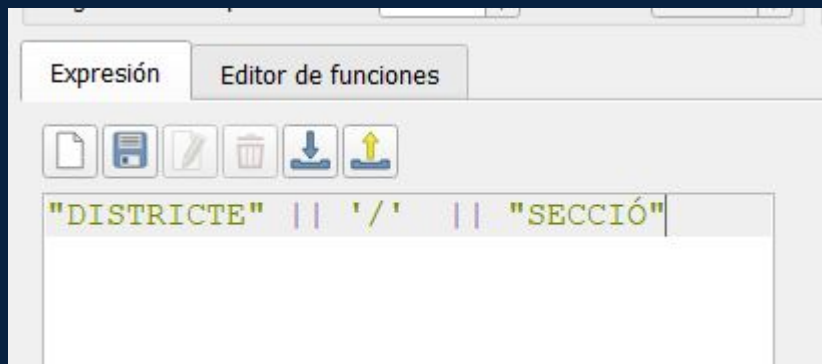 Expresión Editor de funciones
"DISTRICTE" || '/' || "SECCIÓ"